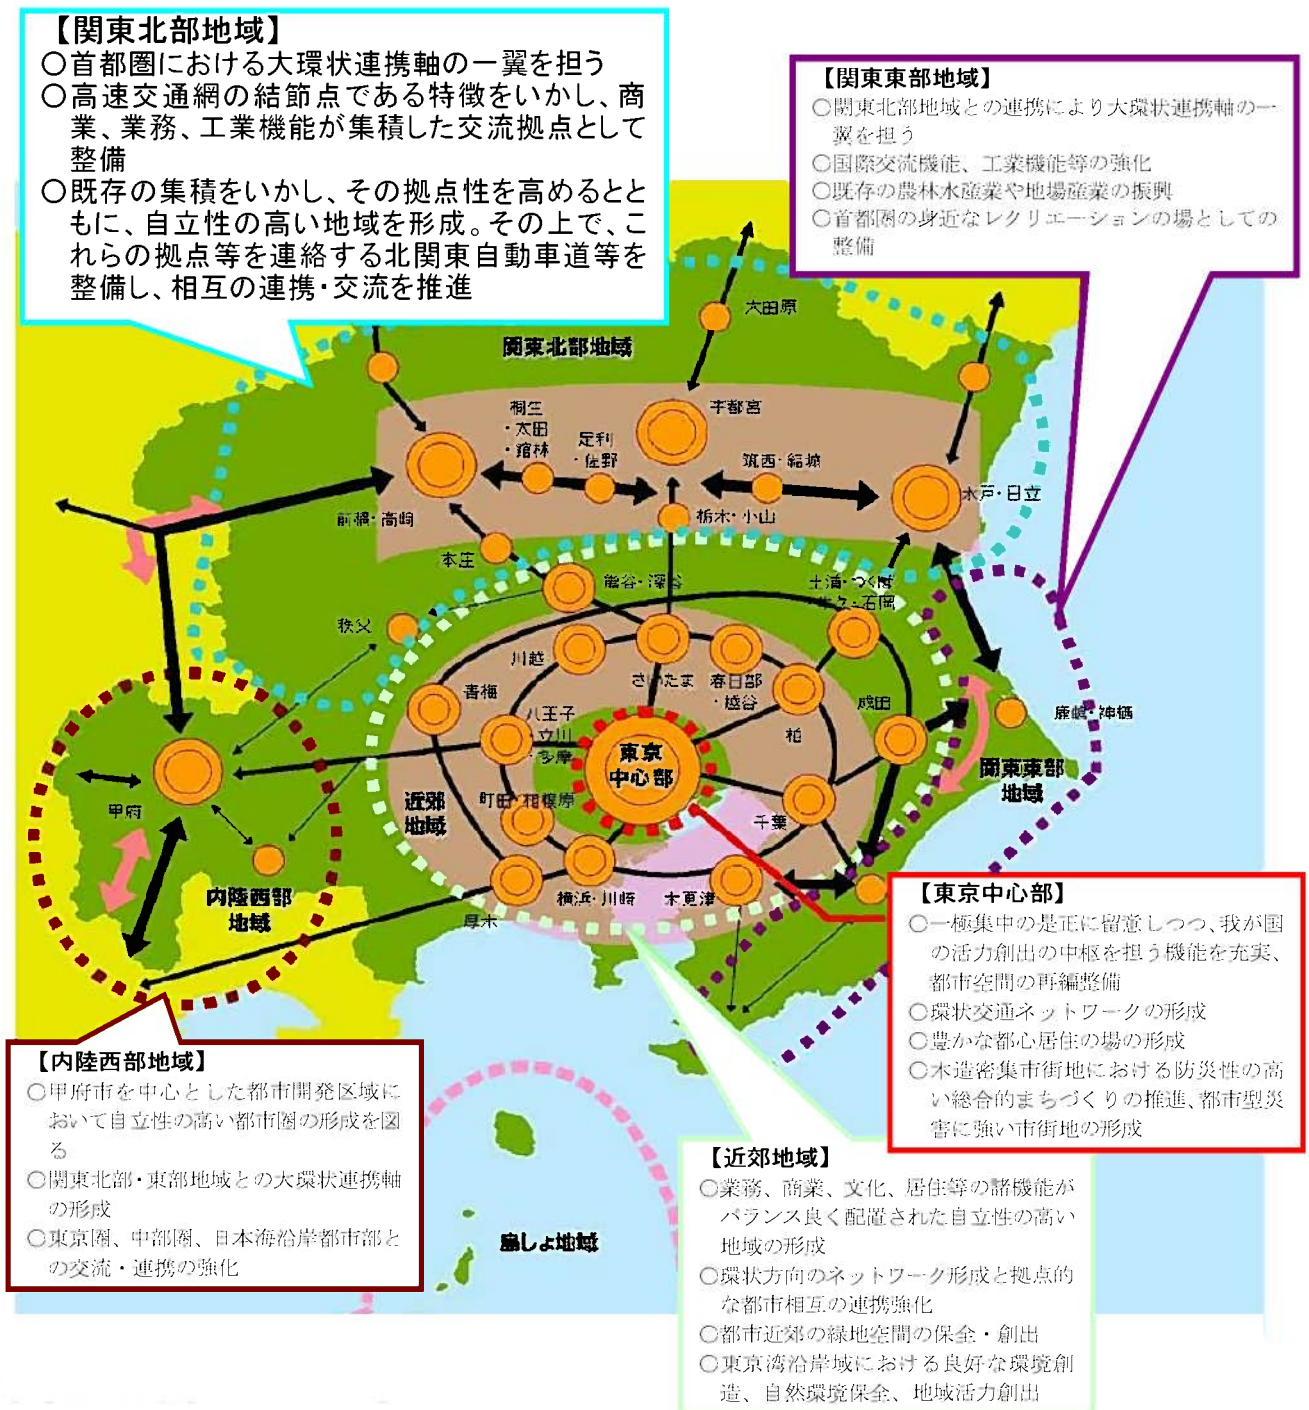 【関東北部地域】
○首都圏における大環状連携軸の一翼を担う
○高速交通網の結節点である特徴をいかし、商
業、業務、工業機能が集積した交流拠点として
整備
○既存の集積をいかし、その拠点性を高めるとと
もに、自立性の高い地域を形成。その上で、こ
れらの拠点等を連絡する北関東自動車道等を
整備し、相互の連携・交流を推進
【関東東部地域】
○関東北部地域との連携により大環状連携軸の一
翼を担う
○国際交流機能、工業機能等の強化
○既存の農林水産業や地場産業の振興
○首都圏の身近なレクリエーションの場としての
整備
大田原
関東北部地域
宇都宮
桐生
・太田
・館林
足利
・佐野
筑西・結城
水戸・日立
前橋・高崎
栃木・小山
本庄
熊谷・深谷
土浦・つくば
・牛久・石岡
秩父
川越
さいたま
春日部
・越谷
青梅
柏
成田
鹿嶋・神栖
八王子
・立川
・多摩
東京
中心部
関東東部
地域
近郊
地域
町田・相模原
千葉
甲府
内陸西部
地域
厚木
横浜・川崎
木更津
【東京中心部】
○一極集中の是正に留意しつつ、我が国
の活力創出の中枢を担う機能を充実、
都市空間の再編整備
○環状交通ネットワークの形成
○豊かな都心居住の場の形成
○木造密集市街地における防災性の高
い総合的まちづくりの推進、都市型災
害に強い市街地の形成
【内陸西部地域】
○甲府市を中心とした都市開発区域に
おいて自立性の高い都市圏の形成を図
る
○関東北部・東部地域との大環状連携軸
の形成
○東京圏、中部圏、日本海沿岸都市部と
の交流・連携の強化
島しょ地域
【近郊地域】
○業務、商業、文化、居住等の諸機能が
バランス良く配置された自立性の高い
地域の形成
○環状方向のネットワーク形成と拠点的
な都市相互の連携強化
○都市近郊の緑地空間の保全・創出
○東京湾沿岸域における良好な環境創
造、自然環境保全、地域活力創出